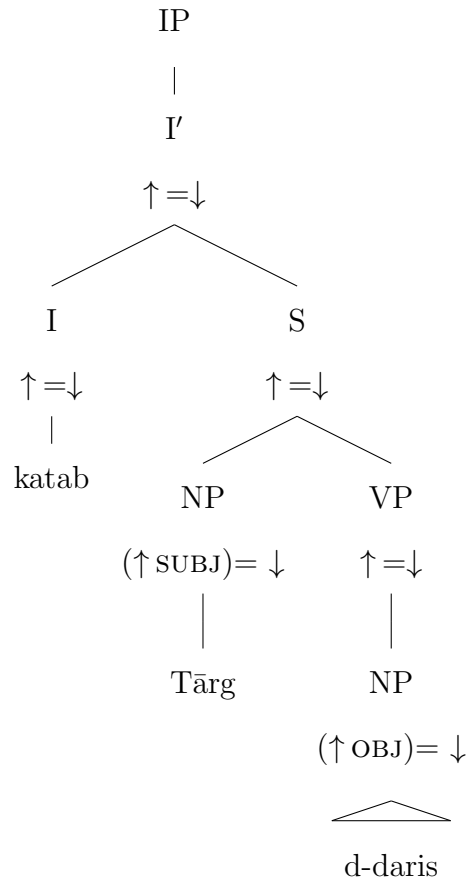 IP
I′
↑=↓
I S
↑=↓ ↑=↓
katab NP VP
(↑ SUBJ)= ↓ ↑=↓
Tārg NP
(↑ OBJ)= ↓
d-daris